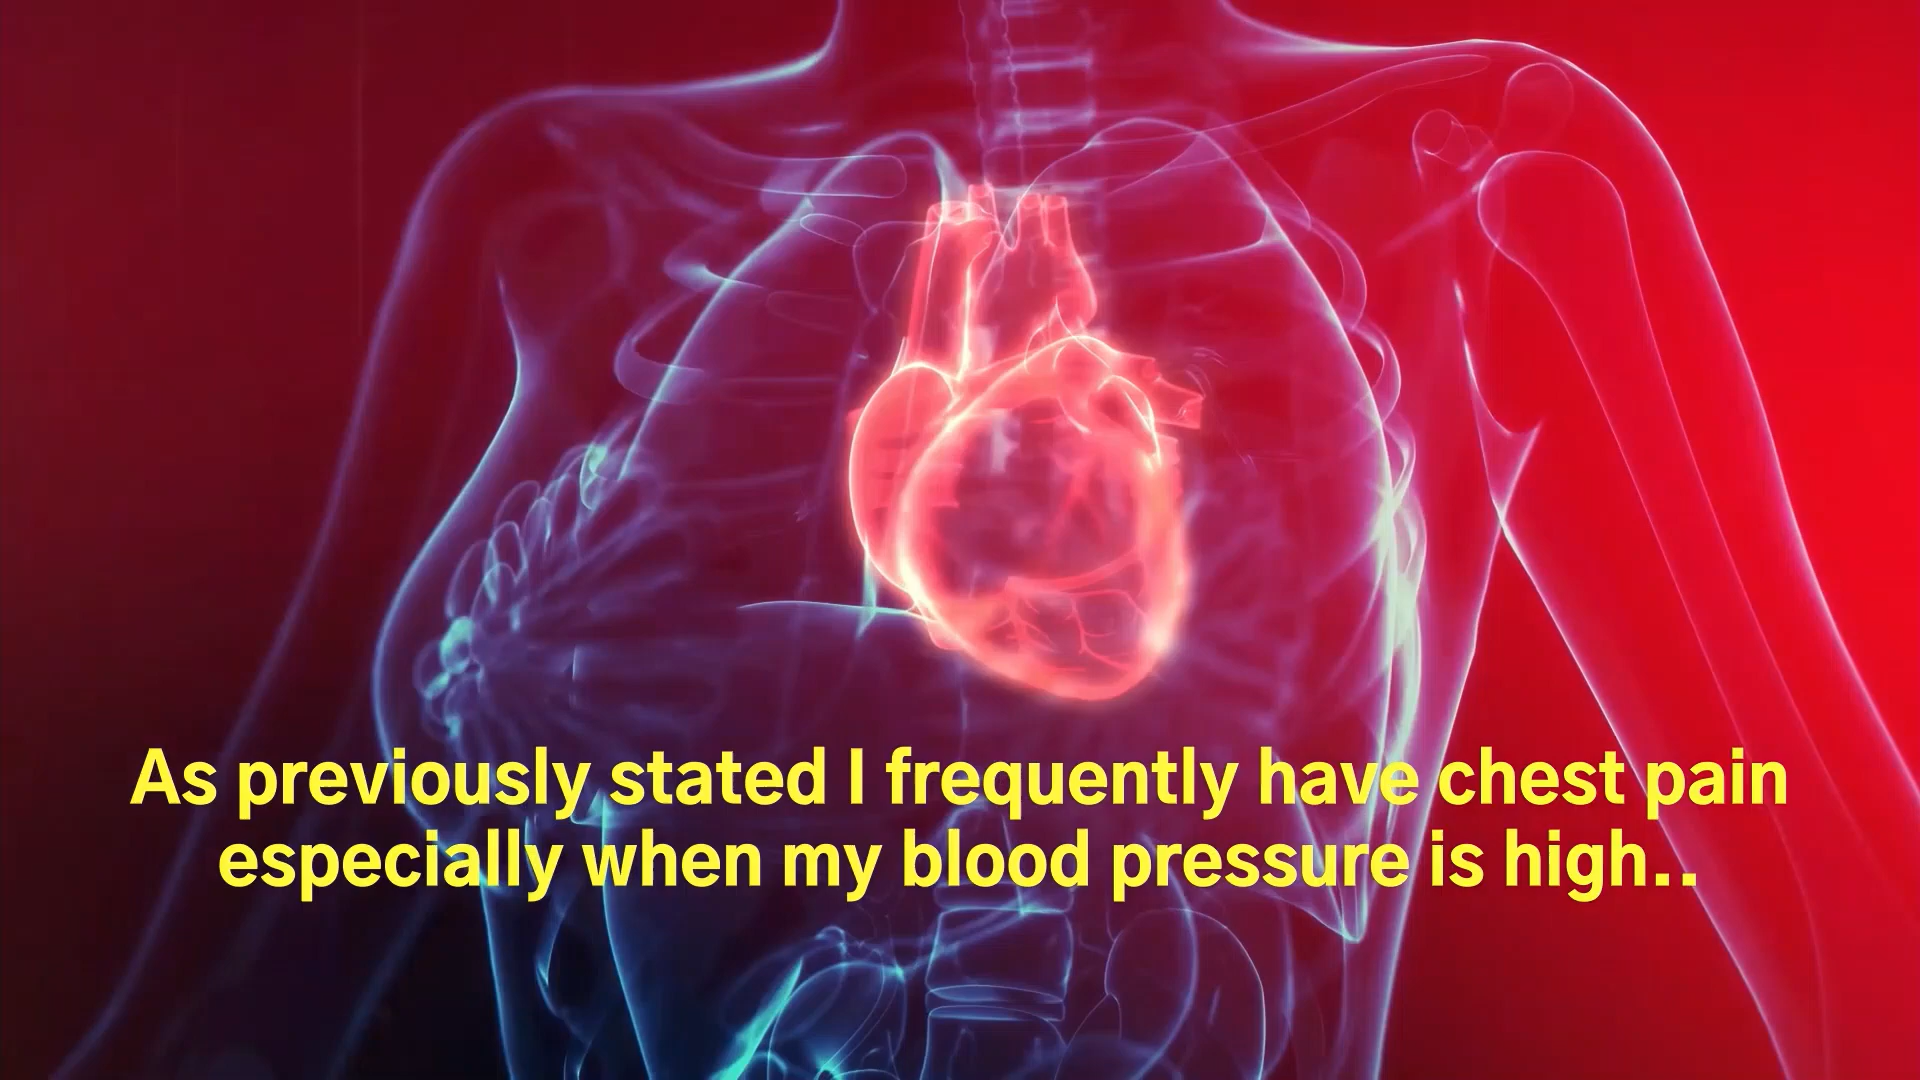 As previously stated I frequently have chest pain
especially when my blood pressure is high..